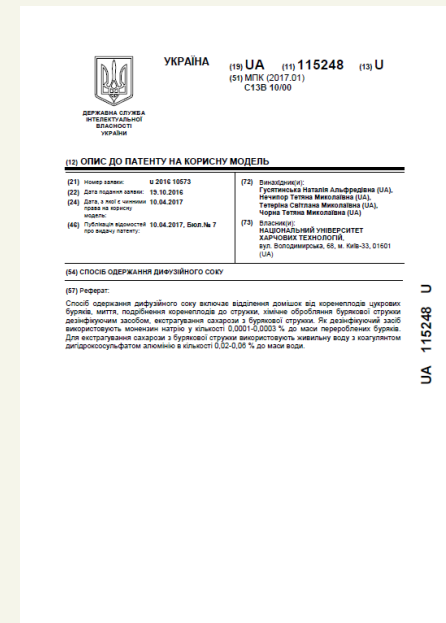 УКРАЇНА
(19) UA (11) 115248 (13) U
(51) МПК (2017.01)
C13B 10/00
ДЕРЖАВНА СЛУЖБА
ІНТЕЛЕКТУАЛЬНОЇ
ВЛАСНОСТІ
УКРАЇНИ
(12) ОПИС ДО ПАТЕНТУ НА КОРИСНУ МОДЕЛЬ
(21) Номер заявки: u 2016 10573
(22) Дата подання заявки: 19.10.2016
(24) Дата, з якої є чинними 10.04.2017
права на корисну
модель:
(46) Публікація відомостей 10.04.2017, Бюл.№ 7
про видачу патенту:
(72) Винахідник(и):
Гусятинська Наталія Альфредівна (UA),
Нечипор Тетяна Миколаївна (UA),
Тетеріна Світлана Миколаївна (UA),
Чорна Тетяна Миколаївна (UA)
(73) Власник(и):
НАЦІОНАЛЬНИЙ УНІВЕРСИТЕТ
ХАРЧОВИХ ТЕХНОЛОГІЙ,
вул. Володимирська, 68, м. Київ-33, 01601
(UA)
(54) СПОСІБ ОДЕРЖАННЯ ДИФУЗІЙНОГО СОКУ
(57) Реферат:
Спосіб одержання дифузійного соку включає відділення домішок від коренеплодів цукрових
буряків, миття, подрібнення коренеплодів до стружки, хімічне обробляння бурякової стружки
дезінфікуючим засобом, екстрагування сахарози з бурякової стружки. Як дезінфікуючий засіб
використовують монензин натрію у кількості 0,0001-0,0003 % до маси перероблених буряків.
Для екстрагування сахарози з бурякової стружки використовують живильну воду з коагулянтом
дигідроксосульфатом алюмінію в кількості 0,02-0,06 % до маси води.
UA 115248 U